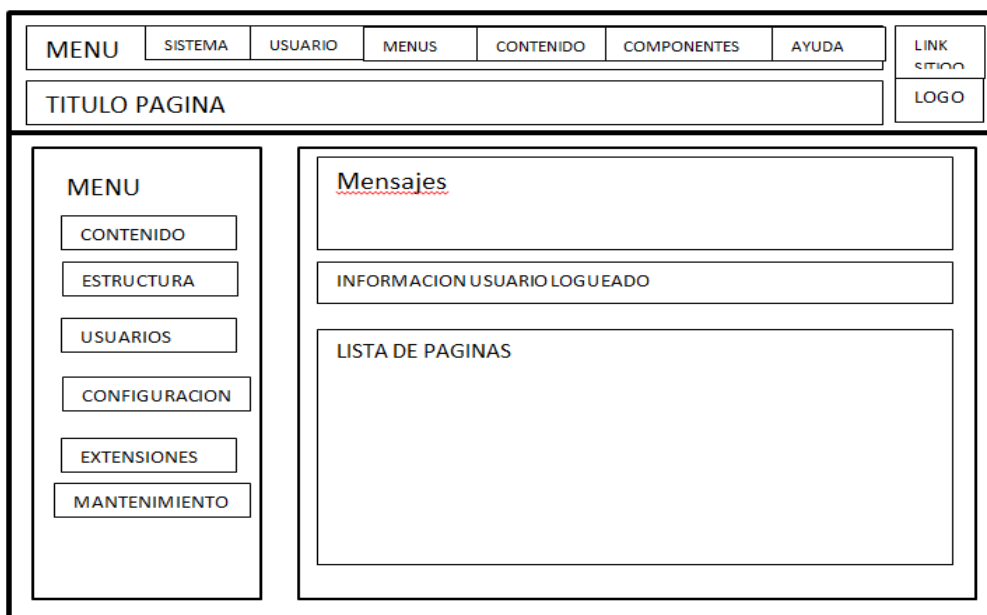 MENU SISTEMA USUARIO MENUS CONTENIDO COMPONENTES AYUDA LINK
SITIOO
TITULO PAGINA LOGO
MENU
CONTENIDO
ESTRUCTURA
USUARIOS
CONFIGURACION
EXTENSIONES
MANTENIMIENTO
Mensajes
INFORMACION USUARIO LOGUEADO
LISTA DE PAGINAS